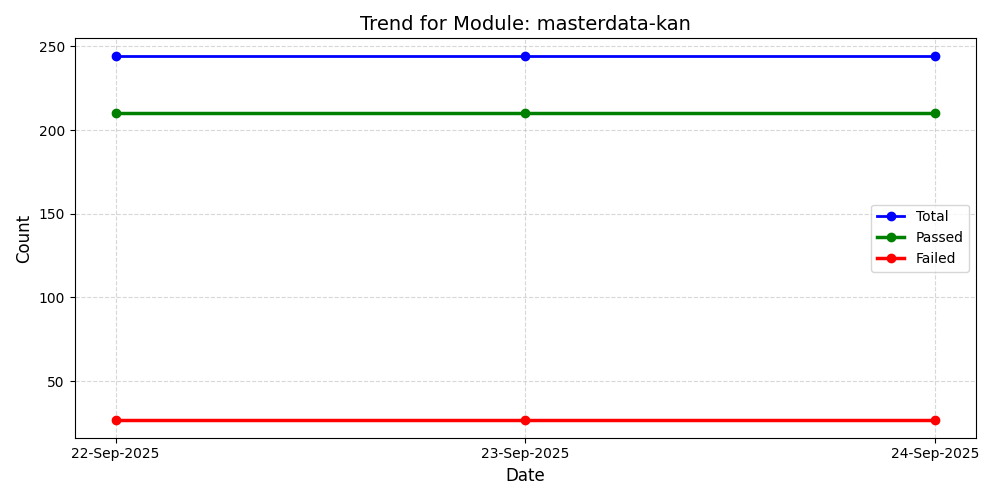 Trend for Module: masterdata-kan
250
200
150
100
50
Count
22-Sep-2025
23-Sep-2025
24-Sep-2025
Date
Total
Passed
Failed